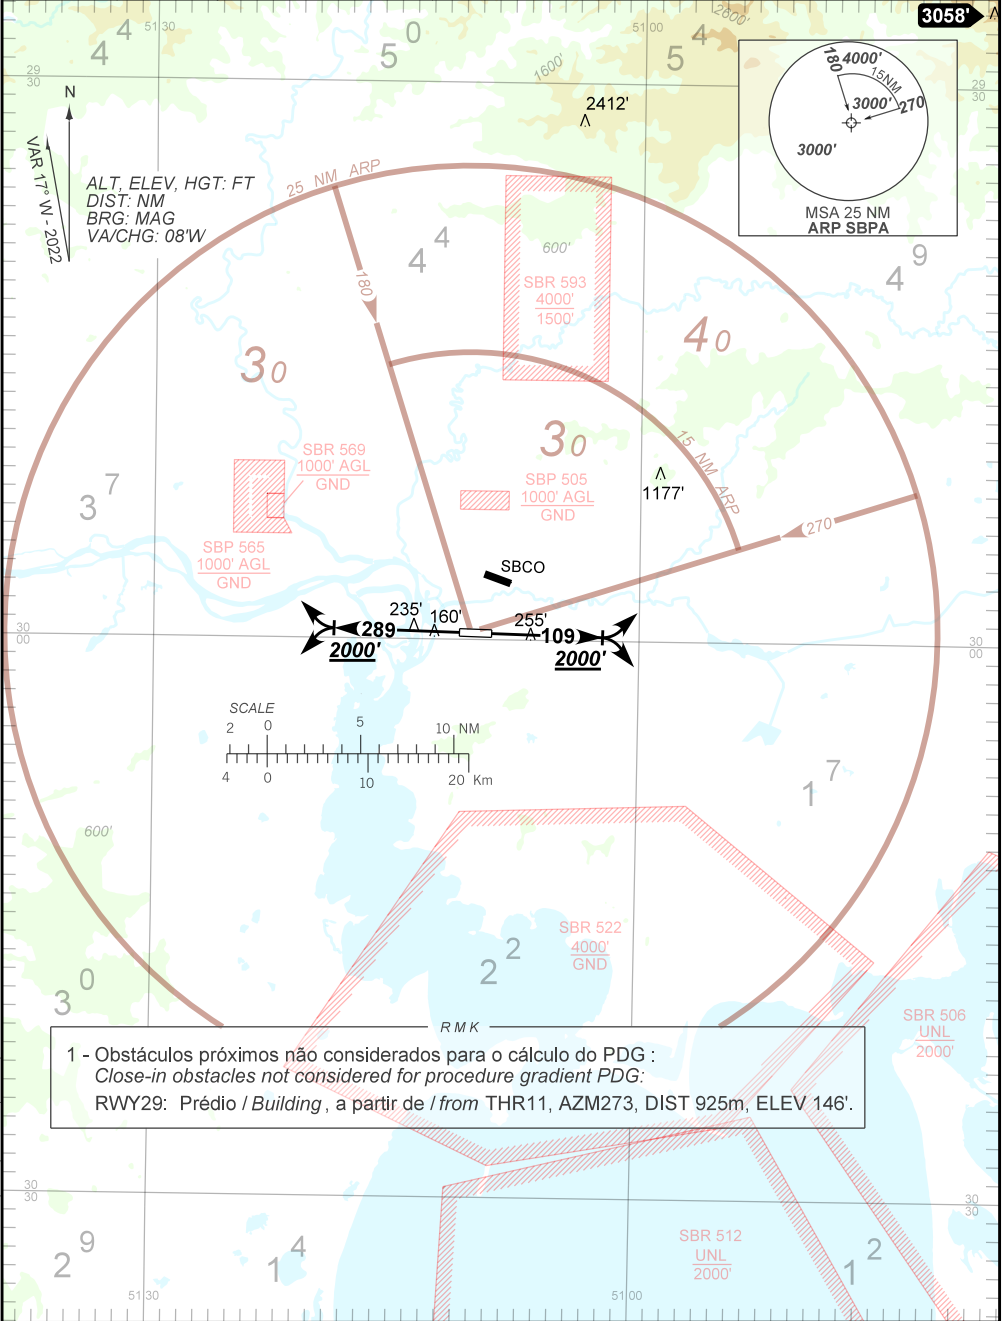 3058'
51 30
51 00
4 4
5 0
5 4
2600'
1600'
29
30
29
30
N
VAR 17° W - 2022
2412'
ALT, ELEV, HGT: FT
DIST: NM
BRG: MAG
VA/CHG: 08'W
180
4000'
15NM
3000'
270
3000'
MSA 25 NM
ARP SBPA
25 NM ARP
4 4
600'
4 9
180
SBR 593
4000'
1500'
30
40
30
15 NM ARP
SBR 569
1000' AGL
GND
3 7
SBP 505
1000' AGL
GND
1177'
270
SBP 565
1000' AGL
GND
SBCO
235'
160'
255'
289
109
2000'
2000'
30
00
30
00
SCALE
2 0 5 10 NM
4 0 10 20 Km
1 7
600'
SBR 522
4000'
GND
2 2
3 0
SBR 506
UNL
2000'
RMK
1 - Obstáculos próximos não considerados para o cálculo do PDG :
Close-in obstacles not considered for procedure gradient PDG:
RWY29: Prédio / Building , a partir de / from THR11, AZM273, DIST 925m, ELEV 146'.
30
30
30
30
SBR 512
UNL
2000'
2 9
1 4
1 2
51 30
51 00